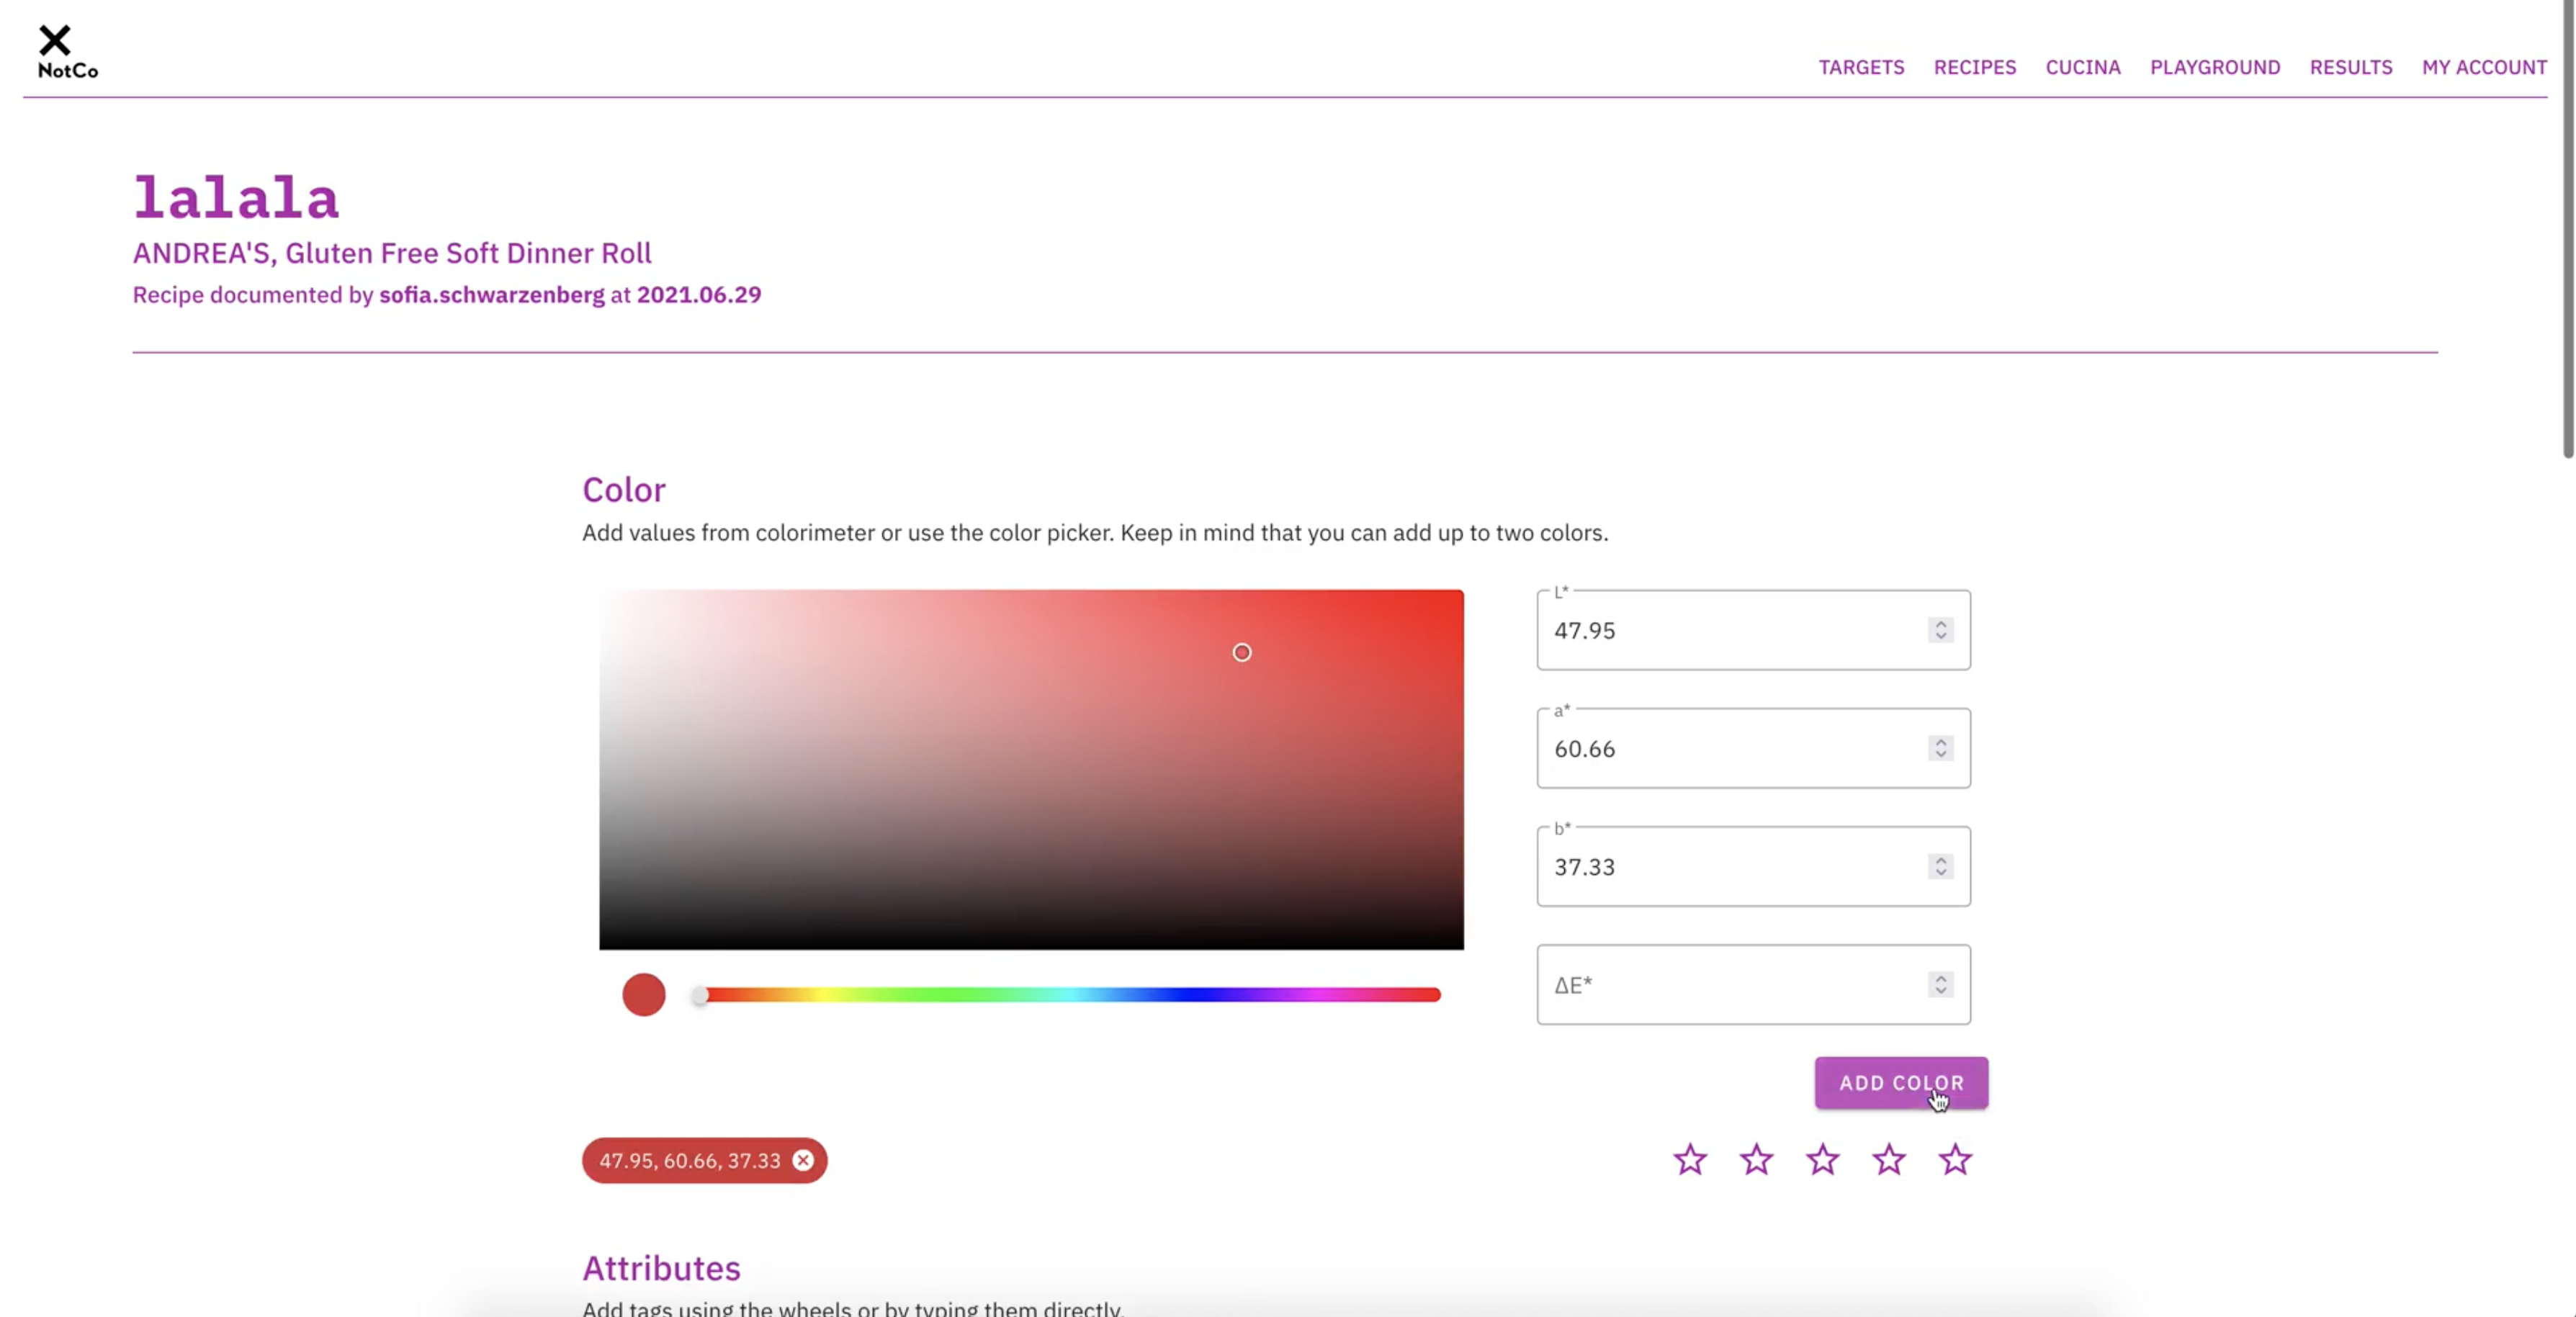 NotCo
TARGETS RECIPES CUCINA PLAYGROUND RESULTS MY ACCOUNT
lalala
ANDREA'S, Gluten Free Soft Dinner Roll
Recipe documented by sofia.schwarzenberg at 2021.06.29
Color
Add values from colorimeter or use the color picker. Keep in mind that you can add up to two colors.
L*
47.95
a*
60.66
b*
37.33
ΔE*
ADD COLOR
47.95, 60.66, 37.33
Attributes
Add tags using the wheels or by typing them directly.